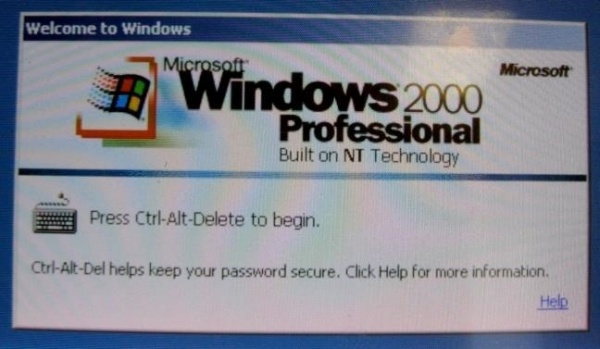 Welcome to Windows
Microsoft
Microsoft
Windows 2000
Professional
Built on NT Technology
Press Ctrl-Alt-Delete to begin.
Ctrl-Alt-Del helps keep your password secure. Click Help for more information.
Help